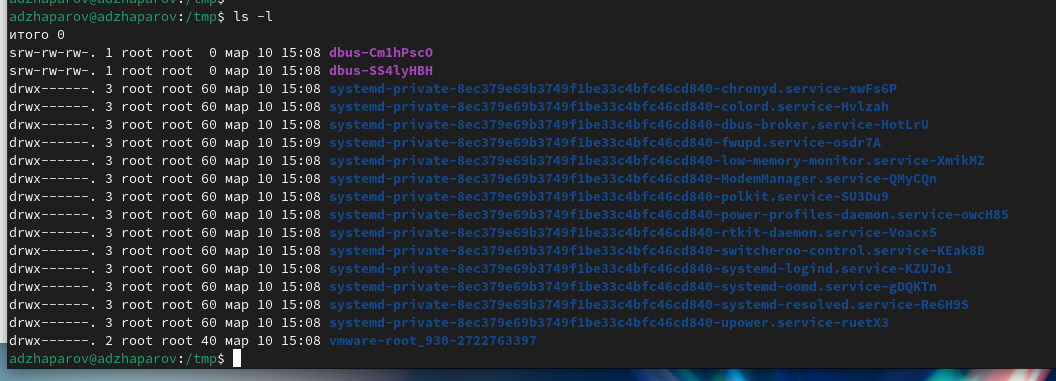 adzhaparov@adzhaparov:/tmp$
adzhaparov@adzhaparov:/tmp$ ls -l
итого 0
srw-rw-rw-. 1 root root  0 мар 10 15:08 dbus-Cm1hPscO
srw-rw-rw-. 1 root root  0 мар 10 15:08 dbus-SS4lyHBH
drwx------. 3 root root 60 мар 10 15:08 systemd-private-8ec379e69b3749f1be33c4bfc46cd840-chronyd.service-xwFs6P
drwx------. 3 root root 60 мар 10 15:08 systemd-private-8ec379e69b3749f1be33c4bfc46cd840-colord.service-Hvlzah
drwx------. 3 root root 60 мар 10 15:08 systemd-private-8ec379e69b3749f1be33c4bfc46cd840-dbus-broker.service-HotLrU
drwx------. 3 root root 60 мар 10 15:09 systemd-private-8ec379e69b3749f1be33c4bfc46cd840-fwupd.service-osdr7A
drwx------. 3 root root 60 мар 10 15:08 systemd-private-8ec379e69b3749f1be33c4bfc46cd840-low-memory-monitor.service-XmikMZ
drwx------. 3 root root 60 мар 10 15:08 systemd-private-8ec379e69b3749f1be33c4bfc46cd840-ModemManager.service-QMyCQn
drwx------. 3 root root 60 мар 10 15:08 systemd-private-8ec379e69b3749f1be33c4bfc46cd840-polkit.service-SU3Du9
drwx------. 3 root root 60 мар 10 15:08 systemd-private-8ec379e69b3749f1be33c4bfc46cd840-power-profiles-daemon.service-owcH85
drwx------. 3 root root 60 мар 10 15:08 systemd-private-8ec379e69b3749f1be33c4bfc46cd840-rtkit-daemon.service-Voacx5
drwx------. 3 root root 60 мар 10 15:08 systemd-private-8ec379e69b3749f1be33c4bfc46cd840-switcheroo-control.service-KEak8B
drwx------. 3 root root 60 мар 10 15:08 systemd-private-8ec379e69b3749f1be33c4bfc46cd840-systemd-logind.service-KZUJo1
drwx------. 3 root root 60 мар 10 15:08 systemd-private-8ec379e69b3749f1be33c4bfc46cd840-systemd-oomd.service-gDQKTn
drwx------. 3 root root 60 мар 10 15:08 systemd-private-8ec379e69b3749f1be33c4bfc46cd840-systemd-resolved.service-Re6H9S
drwx------. 3 root root 60 мар 10 15:08 systemd-private-8ec379e69b3749f1be33c4bfc46cd840-upower.service-ruetX3
drwx------. 2 root root 40 мар 10 15:08 vmware-root_930-2722763397
adzhaparov@adzhaparov:/tmp$